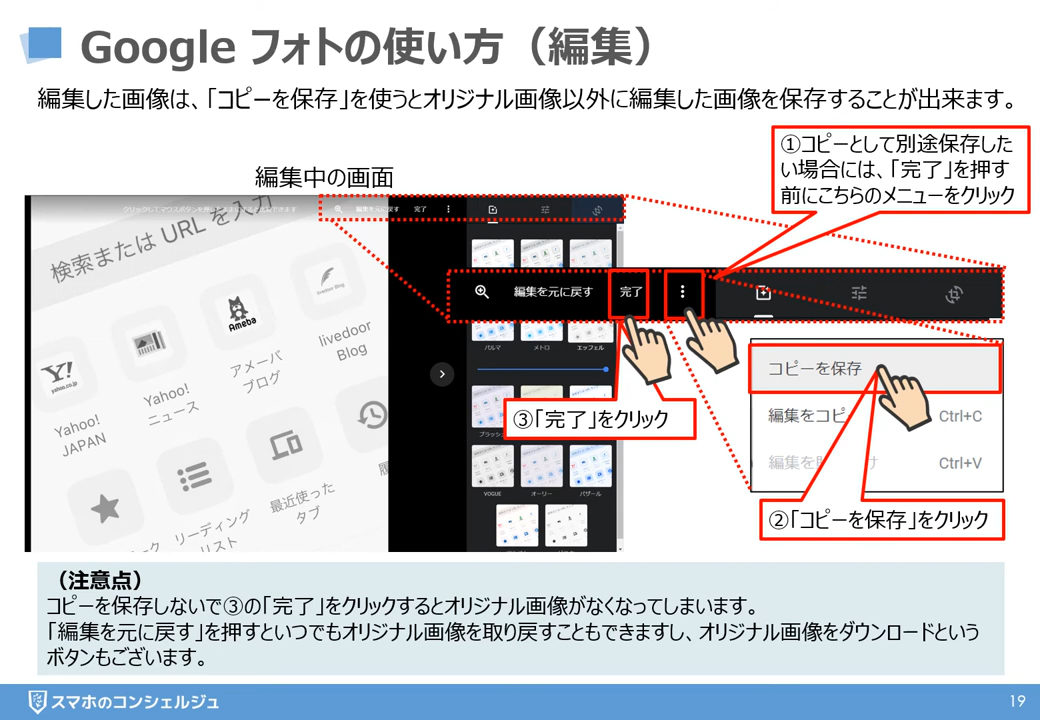 Google フォトの使い方（編集）
編集した画像は、「コピーを保存」を使うとオリジナル画像以外に編集した画像を保存することが出来ます。
①コピーとして別途保存した
い場合には、「完了」を押す
前にこちらのメニューをクリック
編集中の画面
編集を元に戻す 完了
検索または URL を入力
編集を元に戻す 完了
パルマ メトロ エッフェル
livedoor
Blog
Ameba
アメーバ
ブログ
Yahoo!
ニュース
Y!
yahoo.co.jp
Yahoo!
JAPAN
コピーを保存
編集をコピ Ctrl+C
Ctrl+V
③「完了」をクリック
VOGUE オーリー バザール
最近使った
タブ
リーディング
リスト
②「コピーを保存」をクリック
（注意点）
コピーを保存しないで③の「完了」をクリックするとオリジナル画像がなくなってしまいます。
「編集を元に戻す」を押すといつでもオリジナル画像を取り戻すこともできますし、オリジナル画像をダウンロードという
ボタンもございます。
スマホのコンシェルジュ
19